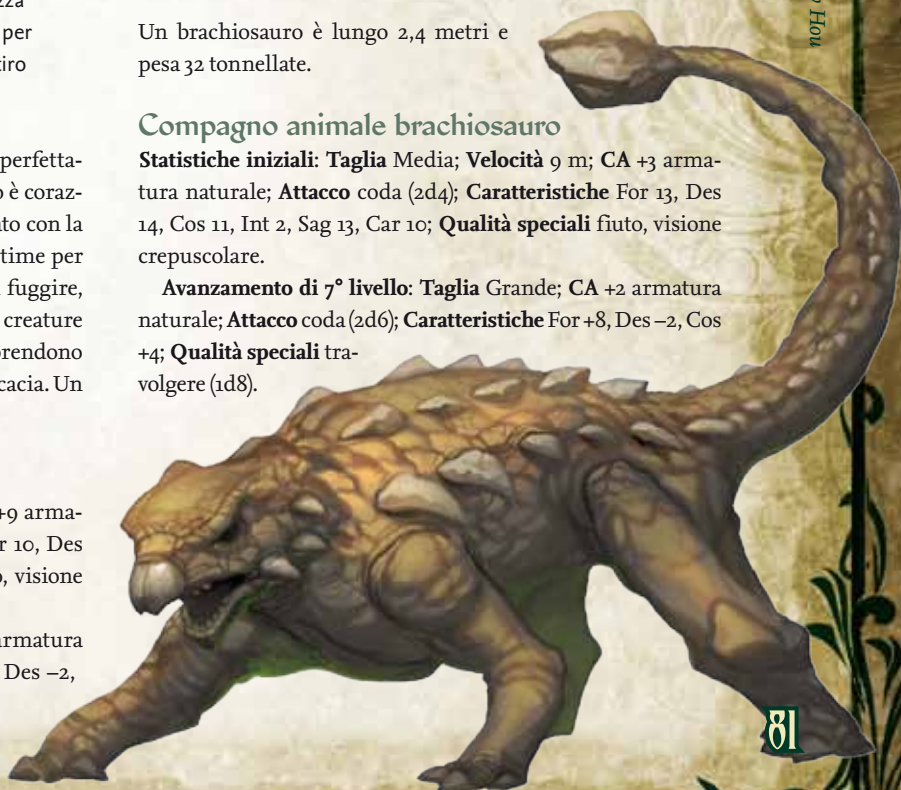 zza
per
tiro
perfetta-
o è coraz-
to con la
time per
fuggire,
creature
prendono
cacia. Un
+9 arma-
r 10, Des
o, visione
armatura
Des –2,
Un brachiosauro è lungo 2,4 metri e
pesa 32 tonnellate.
Compagno animale brachiosauro
Statistiche iniziali: Taglia Media; Velocità 9 m; CA +3 arma-
tura naturale; Attacco coda (2d4); Caratteristiche For 13, Des
14, Cos 11, Int 2, Sag 13, Car 10; Qualità speciali fiuto, visione
crepuscolare.
Avanzamento di 7° livello: Taglia Grande; CA +2 armatura
naturale; Attacco coda (2d6); Caratteristiche For +8, Des –2, Cos
+4; Qualità speciali tra-
volgere (1d8).
Hou
81